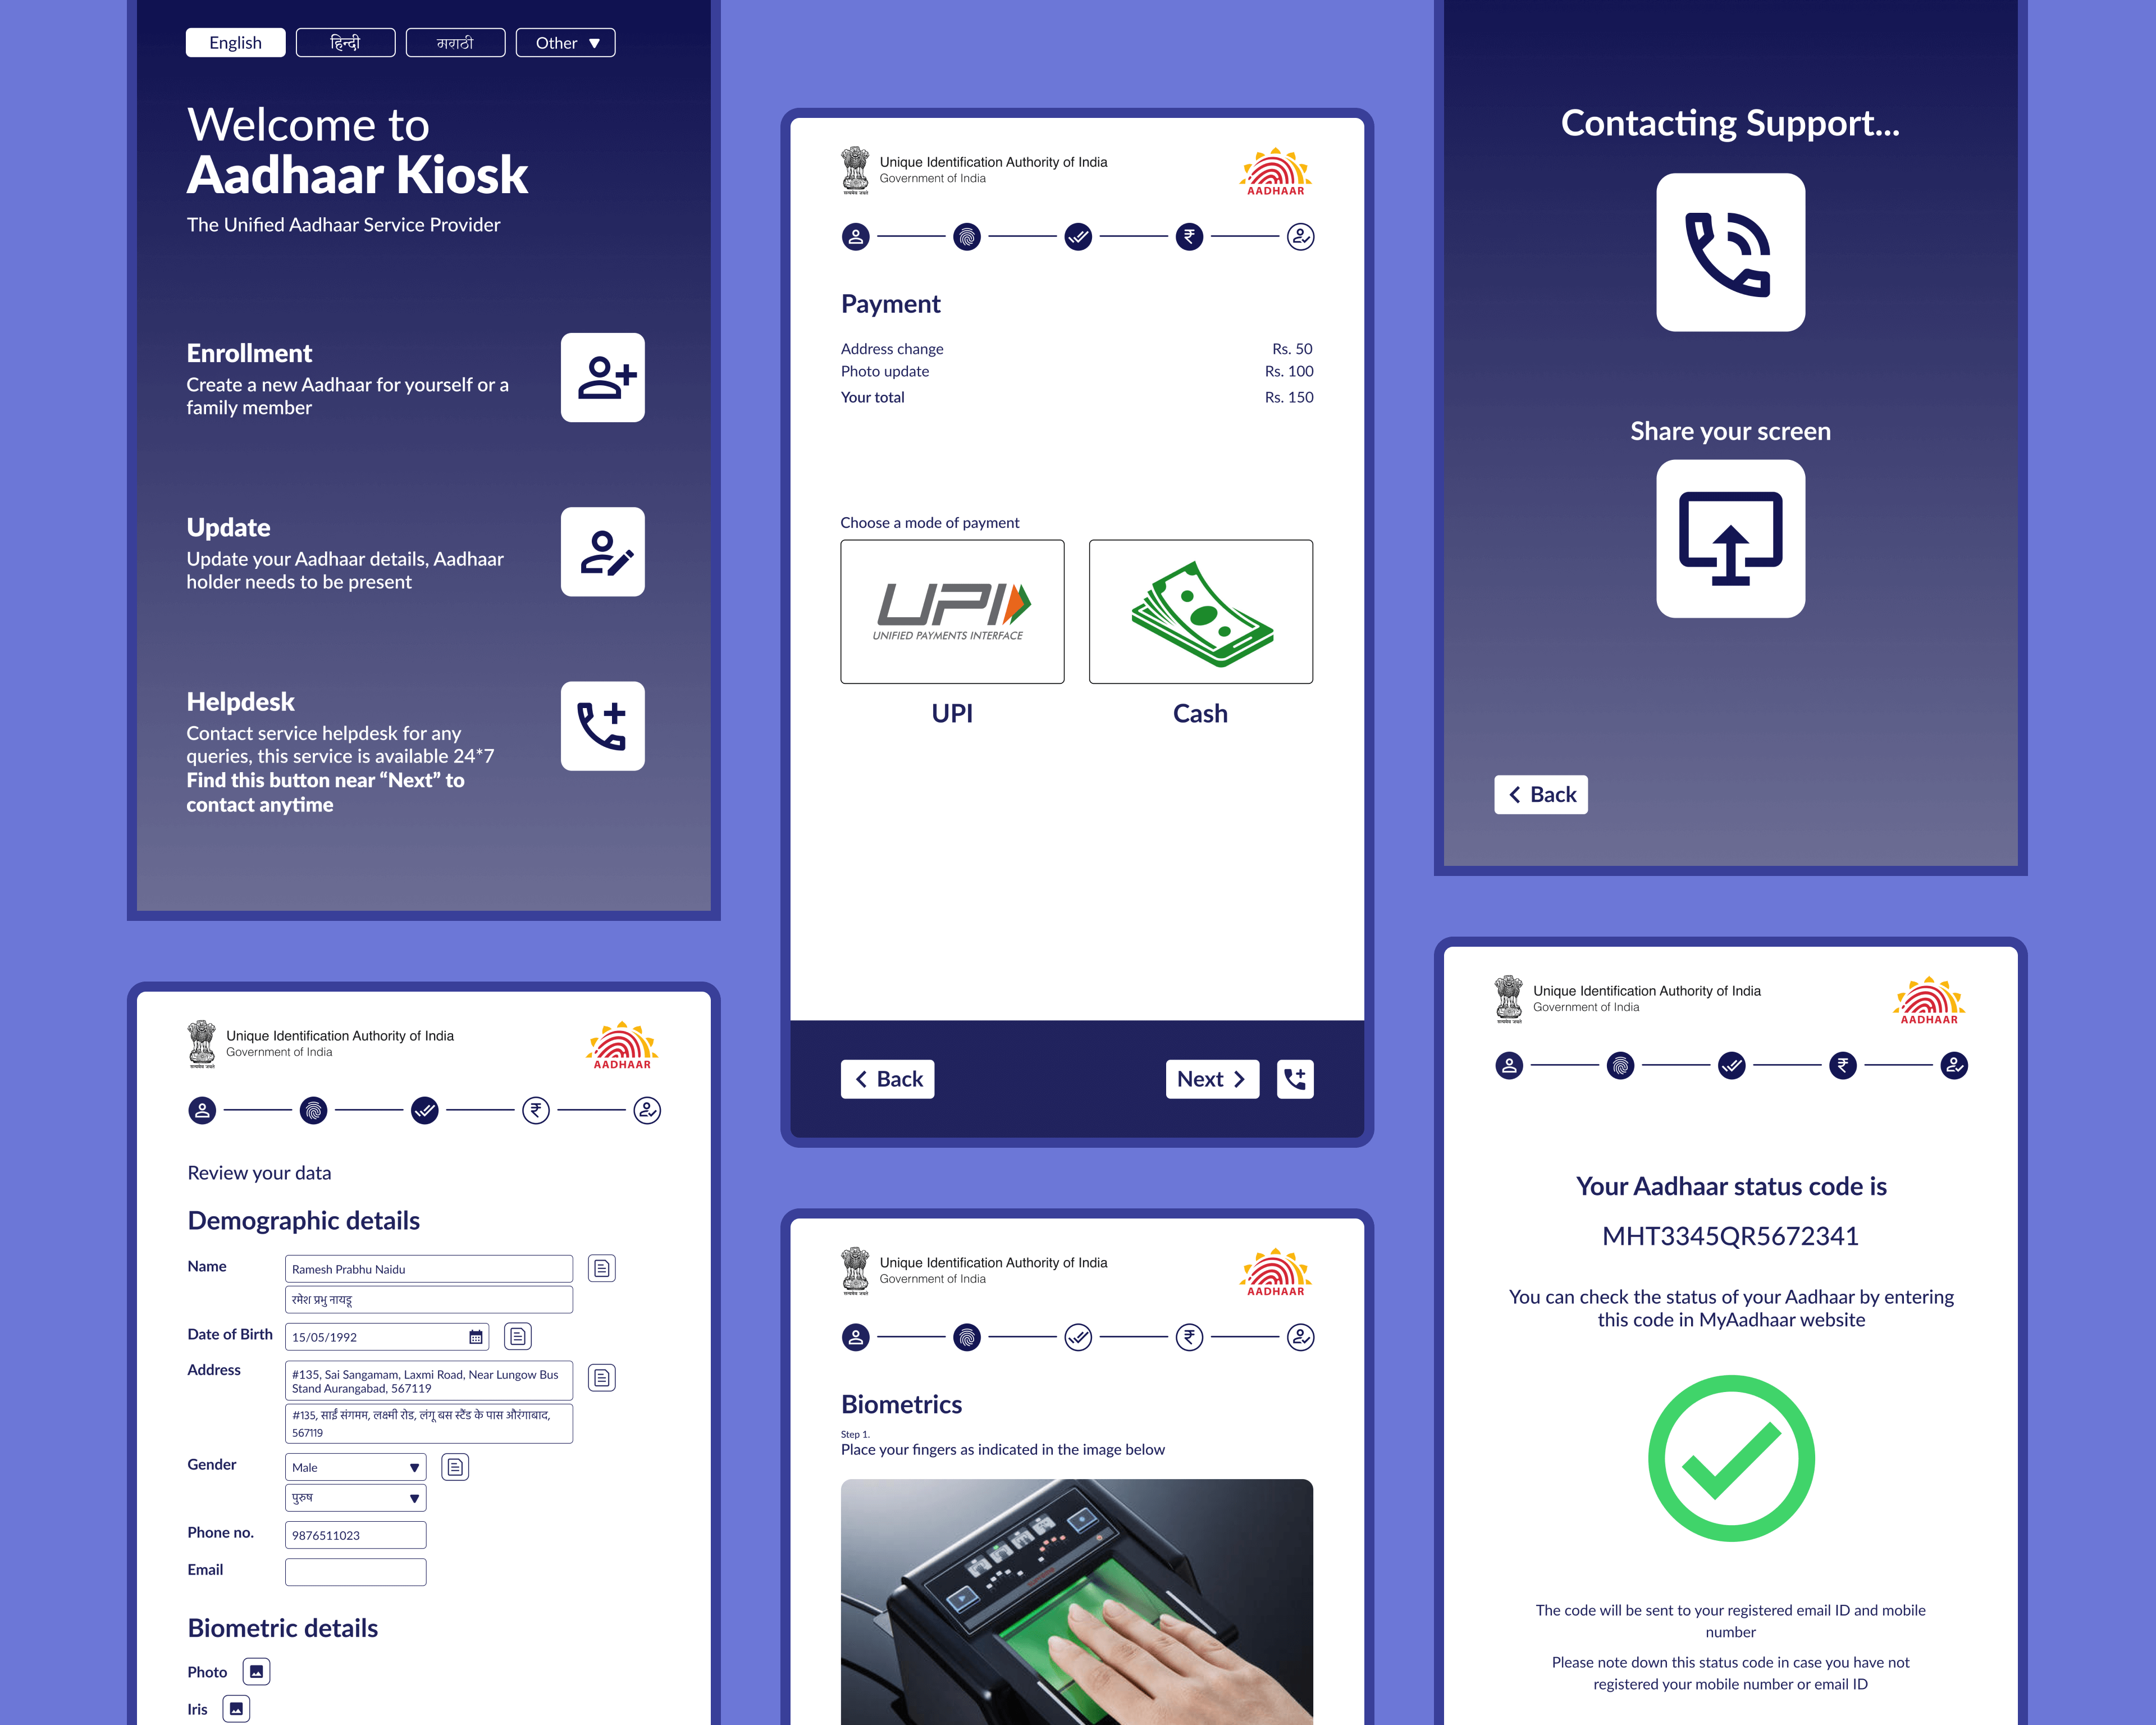 English
हिन्दी
मराठी
Other
Welcome to
Aadhaar Kiosk
The Unified Aadhaar Service Provider
Enrollment
Create a new Aadhaar for yourself or a
family member
Update
Update your Aadhaar details, Aadhaar
holder needs to be present
Helpdesk
Contact service helpdesk for any
queries, this service is available 24*7
Find this button near “Next” to
contact anytime
Unique Identification Authority of India
Government of India
सत्यमेव जयते
AADHAAR
Review your data
Demographic details
Name
Ramesh Prabhu Naidu
रमेश प्रभु नायडू
Date of Birth
15/05/1992
Address
#135, Sai Sangamam, Laxmi Road, Near Lungow Bus
Stand Aurangabad, 567119
#135, साईं संगमम, लक्ष्मी रोड, लंगू बस स्टैंड के पास औरंगाबाद,
567119
Gender
Male
पुरुष
Phone no.
9876511023
Email
Biometric details
Photo
Iris
Unique Identification Authority of India
Government of India
सत्यमेव जयते
AADHAAR
₹
Payment
Address change Rs. 50
Photo update Rs. 100
Your total Rs. 150
Choose a mode of payment
UPI
UNIFIED PAYMENTS INTERFACE
UPI
Cash
Back
Next
Unique Identification Authority of India
Government of India
सत्यमेव जयते
AADHAAR
₹
Biometrics
Step 1.
Place your fingers as indicated in the image below
Contacting Support...
Share your screen
Back
Unique Identification Authority of India
Government of India
सत्यमेव जयते
AADHAAR
₹
Your Aadhaar status code is
MHT3345QR5672341
You can check the status of your Aadhaar by entering
this code in MyAadhaar website
The code will be sent to your registered email ID and mobile
number
Please note down this status code in case you have not
registered your mobile number or email ID